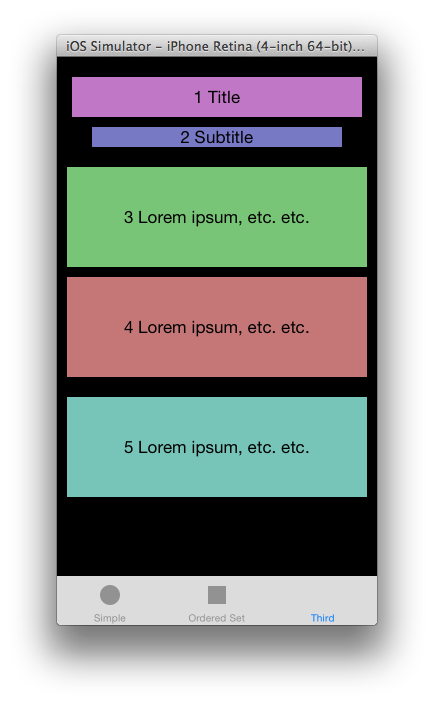 iOS Simulator – iPhone Retina (4-inch 64-bit)...
1 Title
2 Subtitle
3 Lorem ipsum, etc. etc.
4 Lorem ipsum, etc. etc.
5 Lorem ipsum, etc. etc.
Simple Ordered Set Third